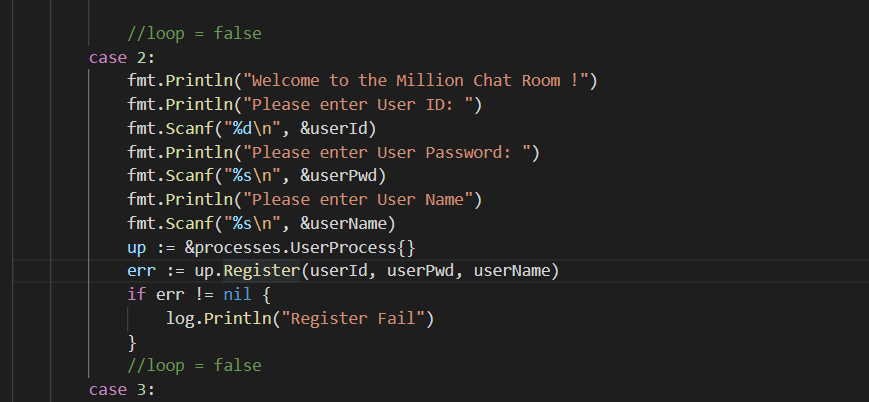 //loop = false
case 2:
fmt.Println("Welcome to the Million Chat Room !")
fmt.Println("Please enter User ID: ")
fmt.Scanf("%d\n", &userId)
fmt.Println("Please enter User Password: ")
fmt.Scanf("%s\n", &userPwd)
fmt.Println("Please enter User Name")
fmt.Scanf("%s\n", &userName)
up := &processes.UserProcess{}
err := up.Register(userId, userPwd, userName)
if err != nil {
log.Println("Register Fail")
}
//loop = false
case 3: